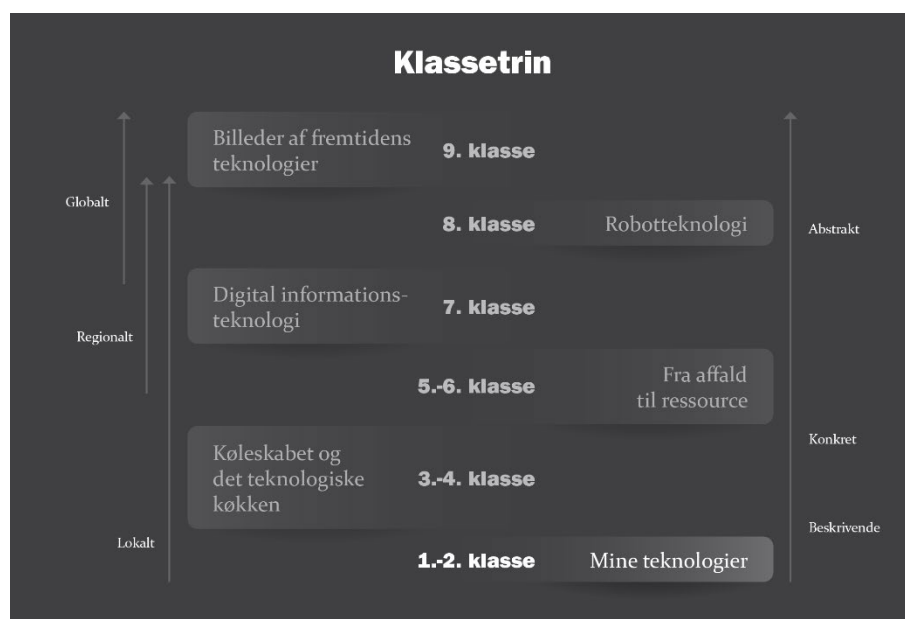 Klassetrin
Billeder af fremtidens
teknologier
9. klasse
Globalt
8. klasse
Robotteknologi
Abstrakt
Digital informations-
teknologi
7. klasse
Regionalt
5.-6. klasse
Fra affald
til ressource
Konkret
Køleskabet og
det teknologiske
køkken
3.-4. klasse
Beskrivende
Lokalt
1.-2. klasse
Mine teknologier